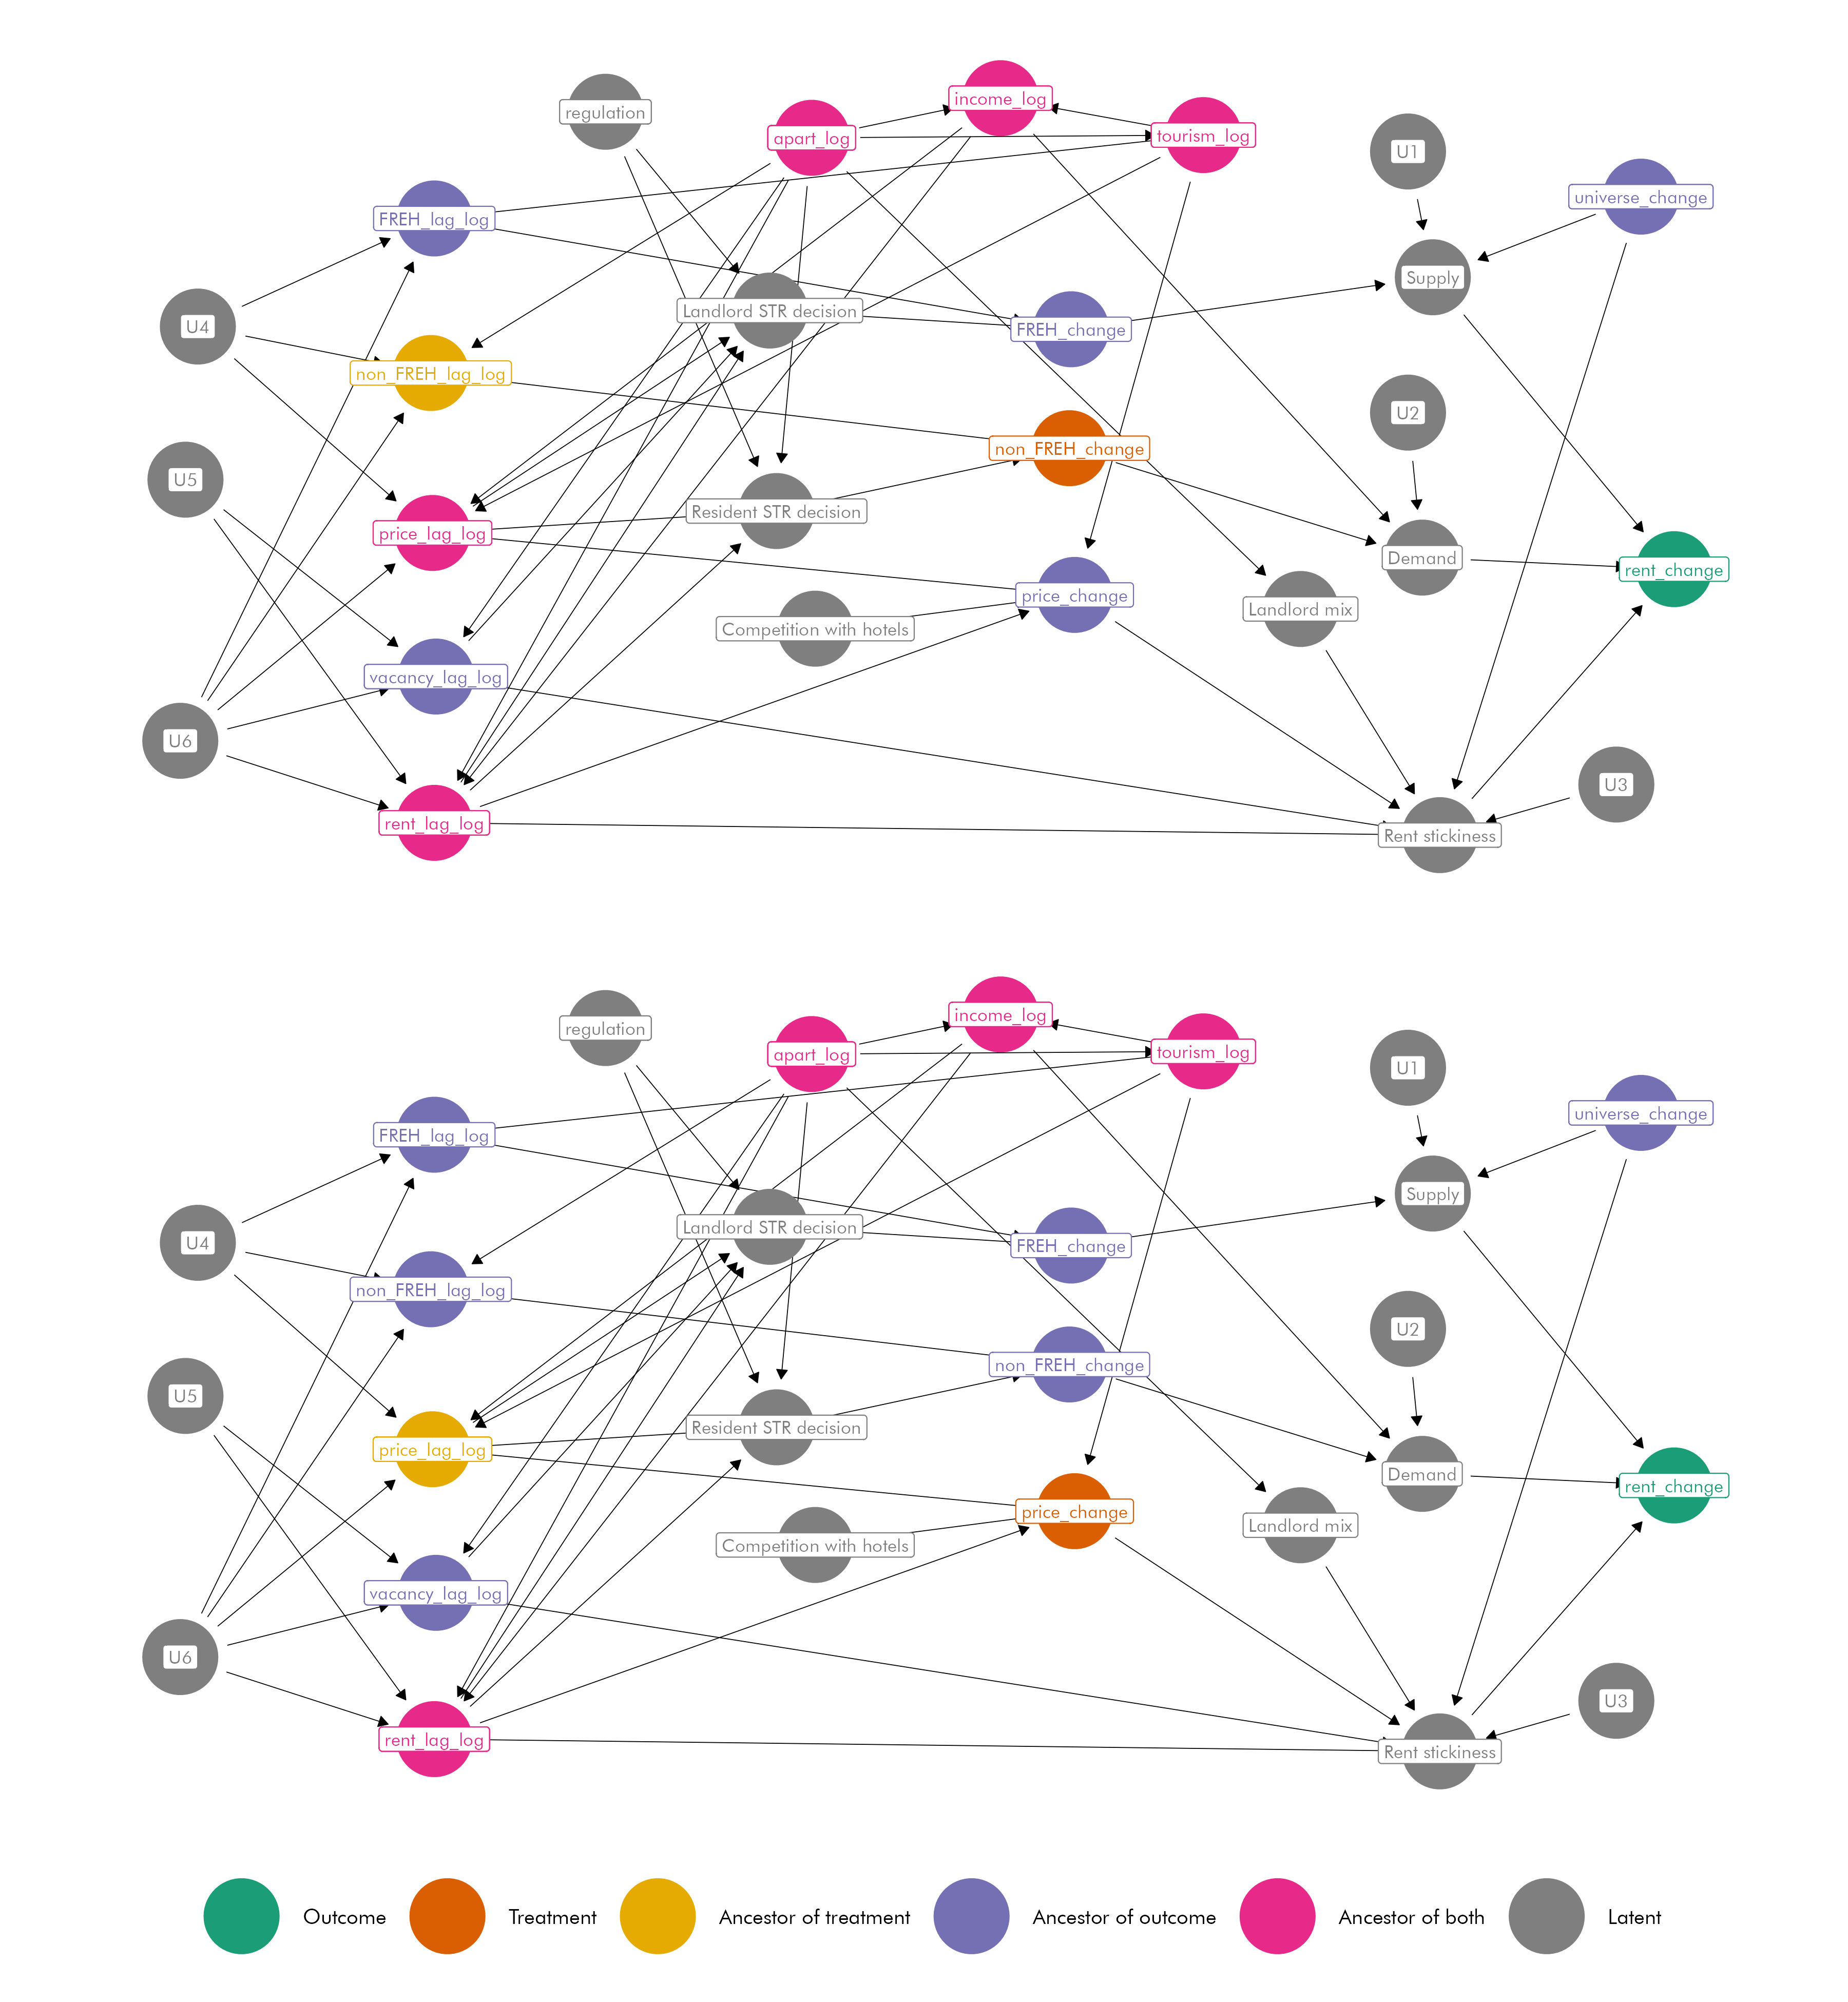 income_log
regulation
apart_log
tourism_log
U1
universe_change
FREH_lag_log
Supply
Landlord STR decision
U4
FREH_change
non_FREH_lag_log
U2
non_FREH_change
U5
Resident STR decision
price_lag_log
Demand
rent_change
price_change
Landlord mix
Competition with hotels
vacancy_lag_log
U6
U3
rent_lag_log
Rent stickiness
income_log
regulation
apart_log
tourism_log
U1
universe_change
FREH_lag_log
Supply
Landlord STR decision
U4
FREH_change
non_FREH_lag_log
U2
non_FREH_change
U5
Resident STR decision
price_lag_log
Demand
rent_change
price_change
Landlord mix
Competition with hotels
vacancy_lag_log
U6
U3
rent_lag_log
Rent stickiness
Outcome
Treatment
Ancestor of treatment
Ancestor of outcome
Ancestor of both
Latent